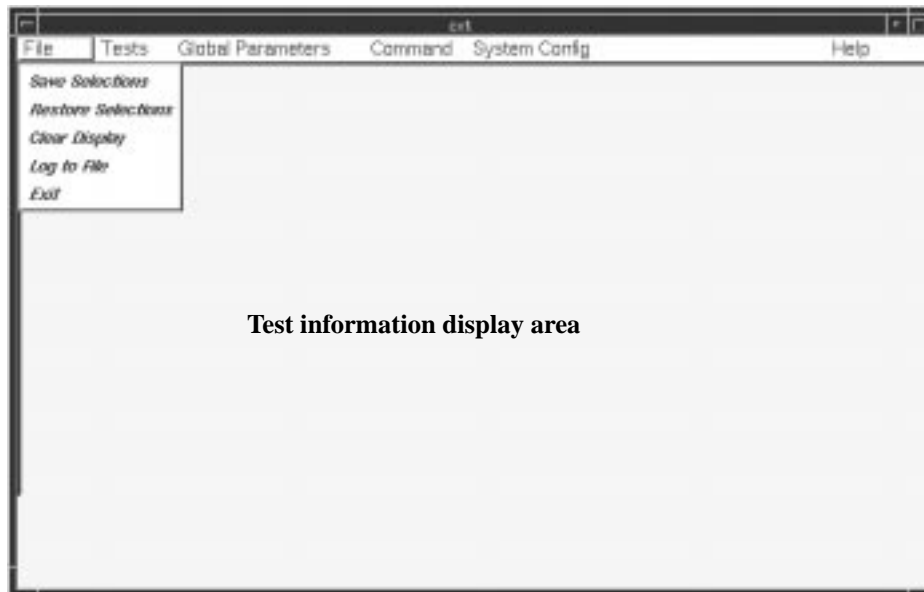 cxt
File Tests Global Parameters Command System Config Help
Save Selections
Restore Selections
Clear Display
Log to File
Exit
Test information display area